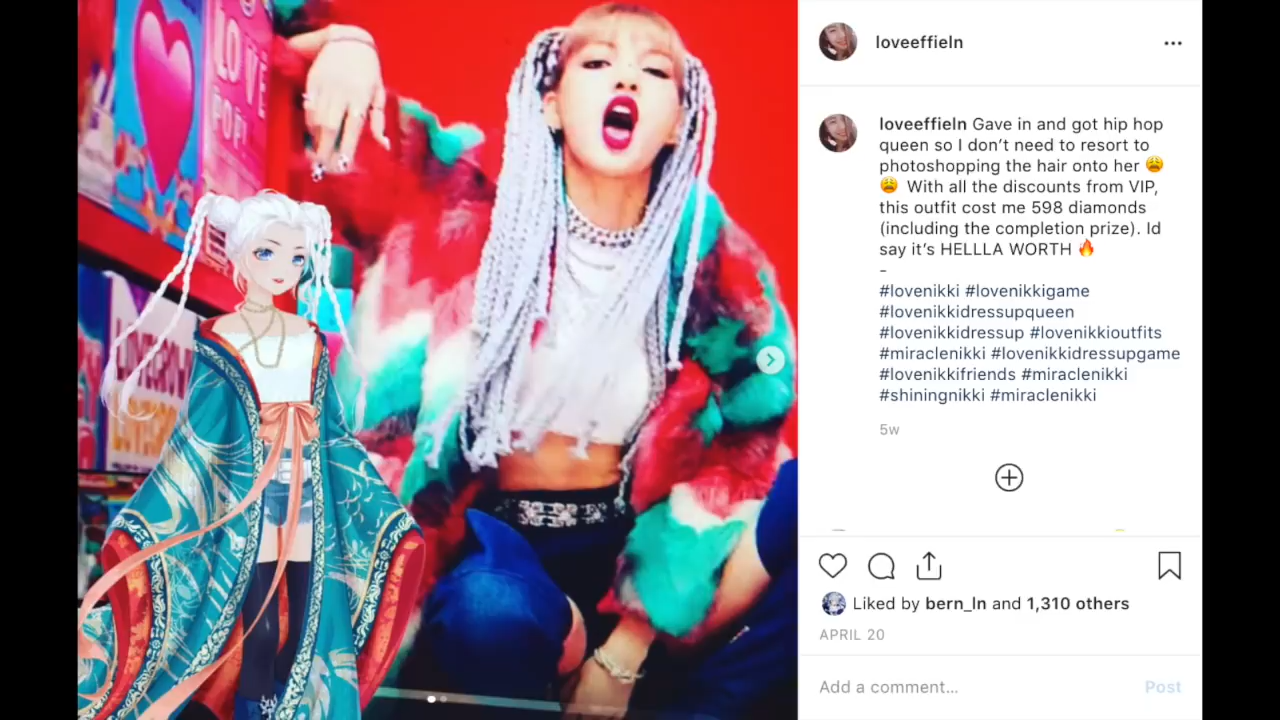 LOVE
POP!
loveeffieln
loveeffieln Gave in and got hip hop
queen so I don’t need to resort to
photoshopping the hair onto her 😩
😩 With all the discounts from VIP,
this outfit cost me 598 diamonds
(including the completion prize). Id
say it’s HELLLA WORTH 🔥
-
#lovenikki #lovenikkigame
#lovenikkidressupqueen
#lovenikkidressup #lovenikkioutfits
#miraclenikki #lovenikkidressupgame
#lovenikkifriends #miraclenikki
#shiningnikki #miraclenikki
5w
Liked by bern_ln and 1,310 others
APRIL 20
Add a comment...
Post